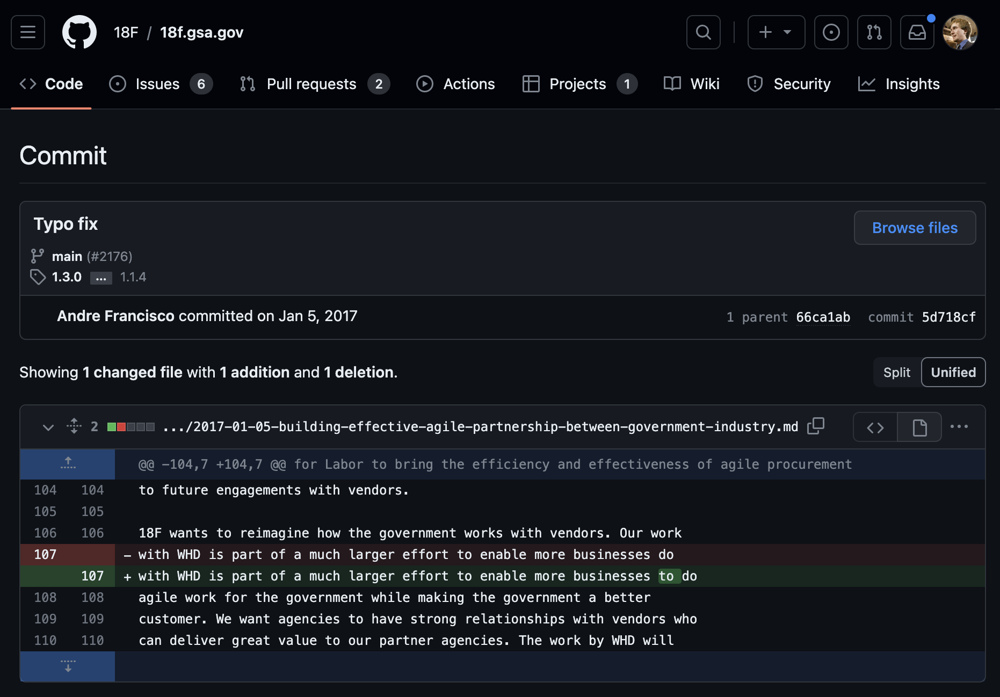 18F / 18f.gsa.gov
Code Issues 6 Pull requests 2 Actions Projects 1 Wiki Security Insights
Commit
Typo fix
Browse files
main (#2176)
1.3.0 ... 1.1.4
Andre Francisco committed on Jan 5, 2017
1 parent 66ca1ab commit 5d718cf
Showing 1 changed file with 1 addition and 1 deletion.
Split Unified
2 .../2017-01-05-building-effective-agile-partnership-between-government-industry.md
@@ -104,7 +104,7 @@ for Labor to bring the efficiency and effectiveness of agile procurement
104 104 to future engagements with vendors.
105 105
106 106 18F wants to reimagine how the government works with vendors. Our work
107 - with WHD is part of a much larger effort to enable more businesses do
107 + with WHD is part of a much larger effort to enable more businesses to do
108 108 agile work for the government while making the government a better
109 109 customer. We want agencies to have strong relationships with vendors who
110 110 can deliver great value to our partner agencies. The work by WHD will